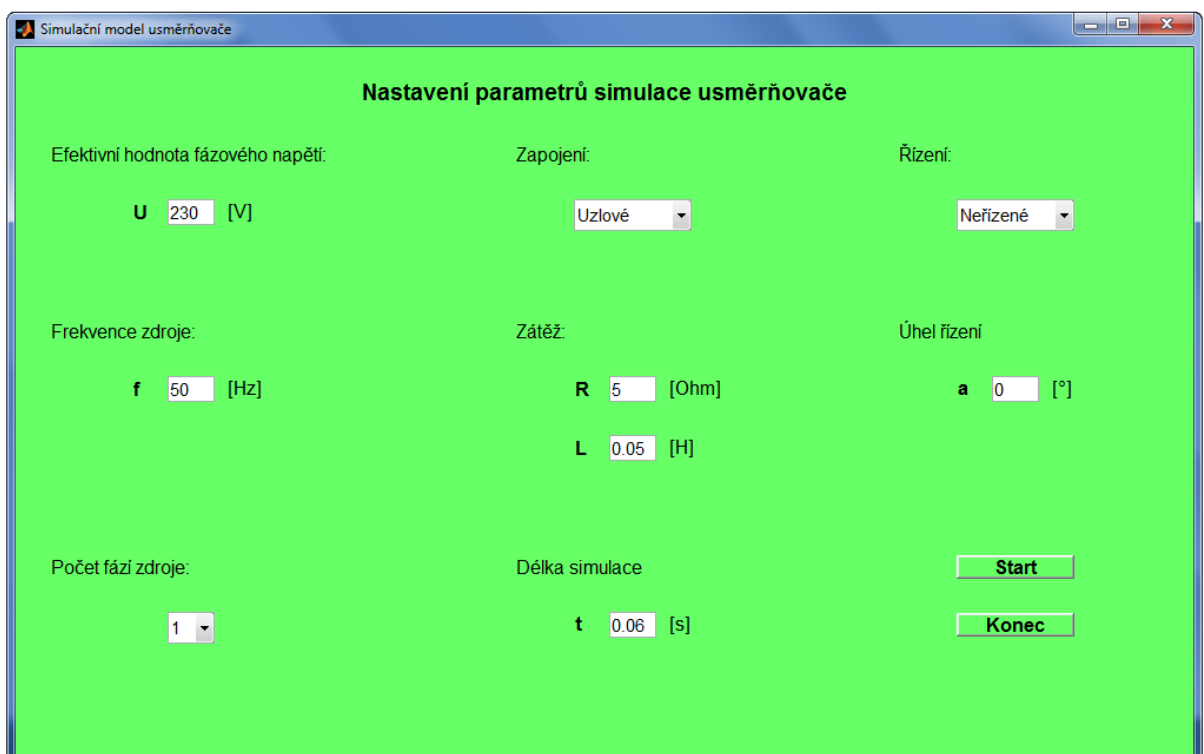 Simulační model usměrňovače
Nastavení parametrů simulace usměrňovače
Efektivní hodnota fázového napětí: Zapojení: Řízení:
U 230 [V] Uzlové Neřízené
Frekvence zdroje: Zátěž: Úhel řízení
f 50 [Hz] R 5 [Ohm] a 0 [°]
L 0.05 [H]
Počet fází zdroje: Délka simulace Start
1 t 0.06 [s] Konec